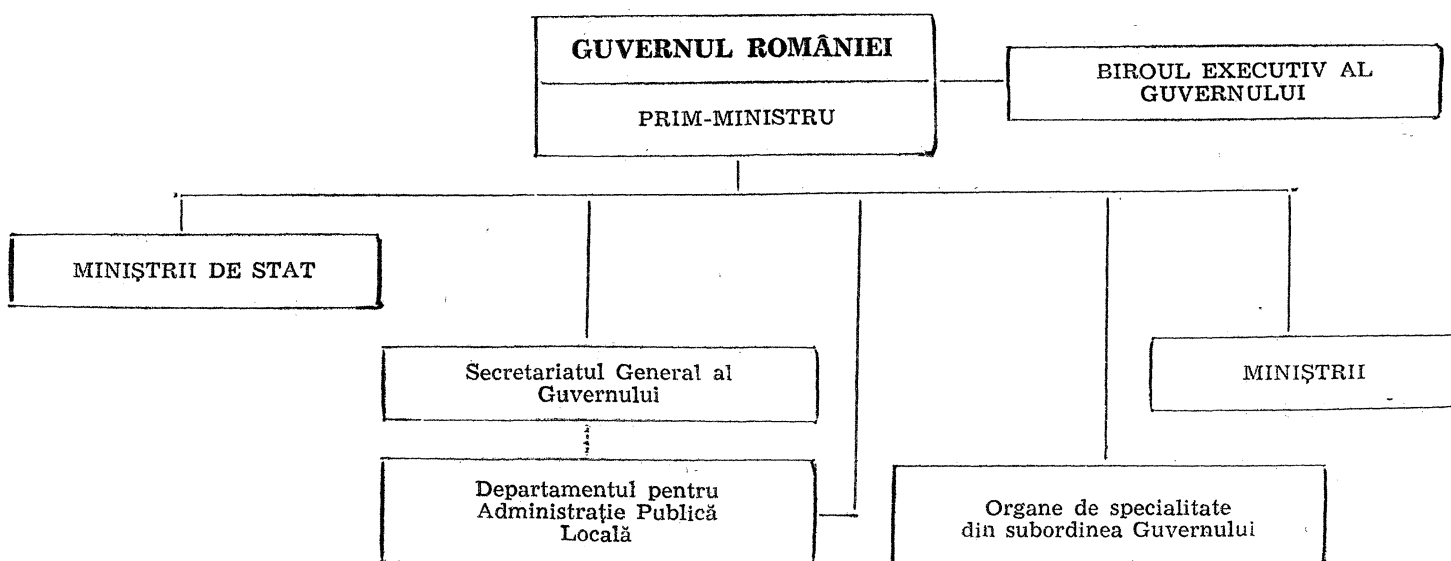 GUVERNUL ROMÂNIEI
PRIM-MINISTRU
BIROUL EXECUTIV AL
GUVERNULUI
MINIȘTRII DE STAT
Secretariatul General al
Guvernului
MINIȘTRII
Departamentul pentru
Administrație Publică
Locală
Organe de specialitate
din subordinea Guvernului